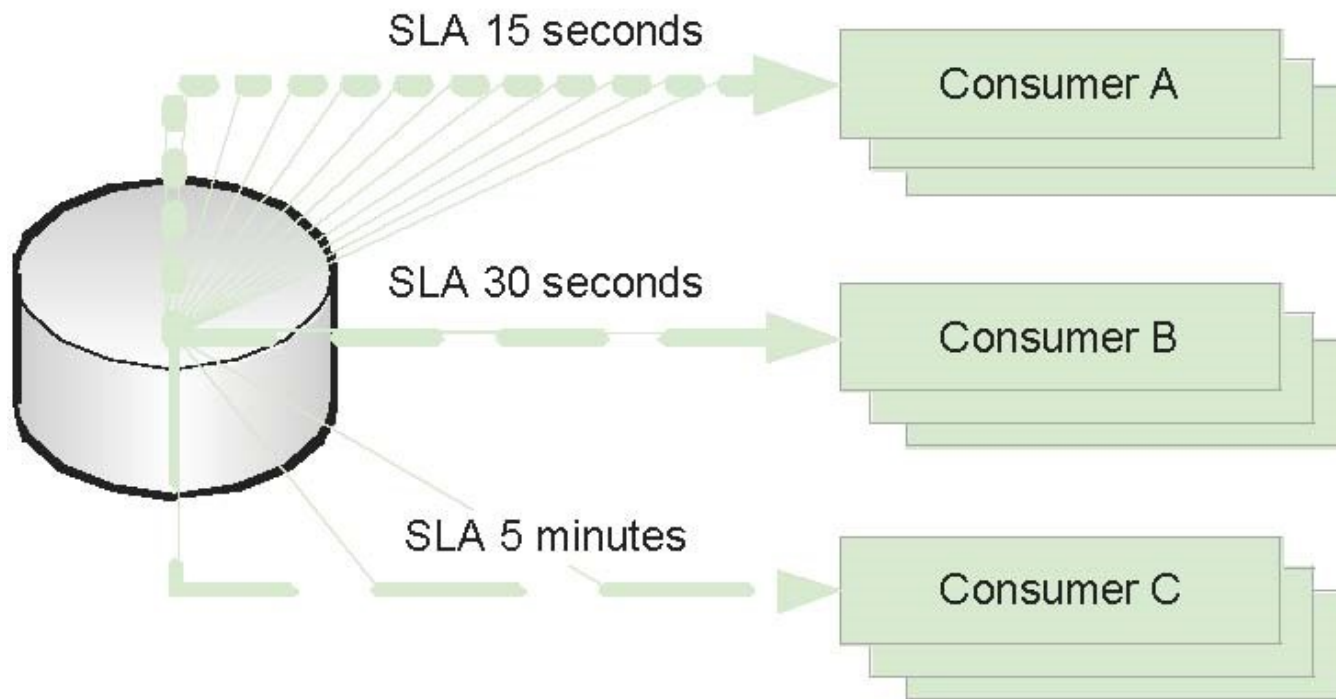 SLA 15 seconds
Consumer A
SLA 30 seconds
Consumer B
SLA 5 minutes
Consumer C